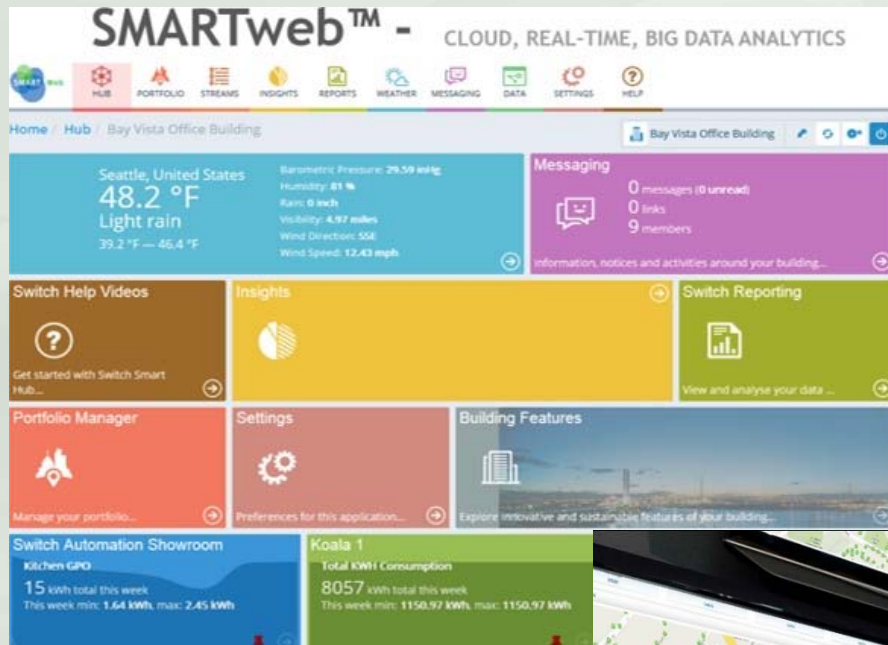 SMARTweb™ - CLOUD, REAL-TIME, BIG DATA ANALYTICS
SMART web
HUB PORTFOLIO STREAMS INSIGHTS REPORTS WEATHER MESSAGING DATA SETTINGS HELP
Home / Hub / Bay Vista Office Building
Bay Vista Office Building
Seattle, United States
48.2 °F
Light rain
39.2 °F — 46.4 °F
Barometric Pressure: 29.59 inHg
Humidity: 81 %
Rain: 0 inch
Visibility: 4.97 miles
Wind Direction: SSE
Wind Speed: 12.43 mph
Messaging
0 messages (0 unread)
0 links
9 members
Information, notices and activities around your building...
Switch Help Videos
Get started with Switch Smart
Hub...
Insights
Switch Reporting
View and analyse your data ...
Portfolio Manager
Manage your portfolio...
Settings
Preferences for this application...
Building Features
Explore innovative and sustainable features of your building...
Switch Automation Showroom
Kitchen GPO
15 kWh total this week
This week min: 1.64 kWh, max: 2.45 kWh
Koala 1
Total KWH Consumption
8057 kWh total this week
This week min: 1150.97 kWh, max: 1150.97 kWh